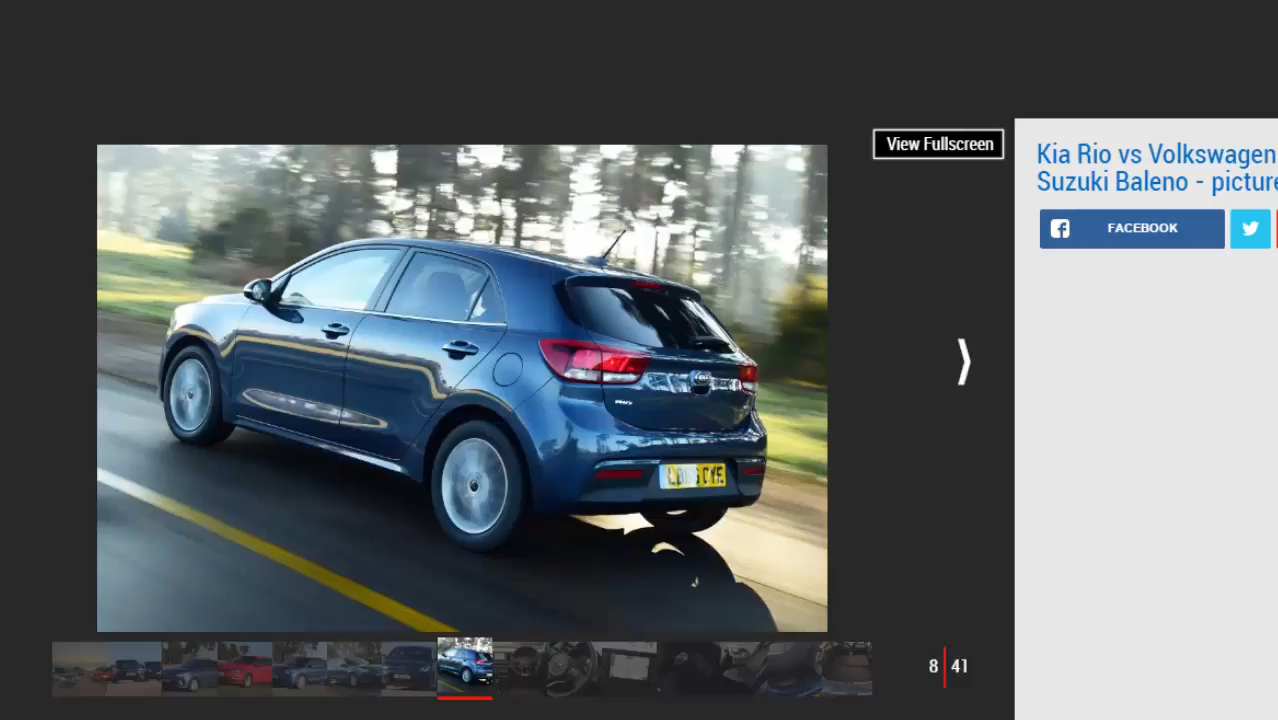 View Fullscreen
Kia Rio vs Volkswagen
Suzuki Baleno - picture
FACEBOOK
8 41